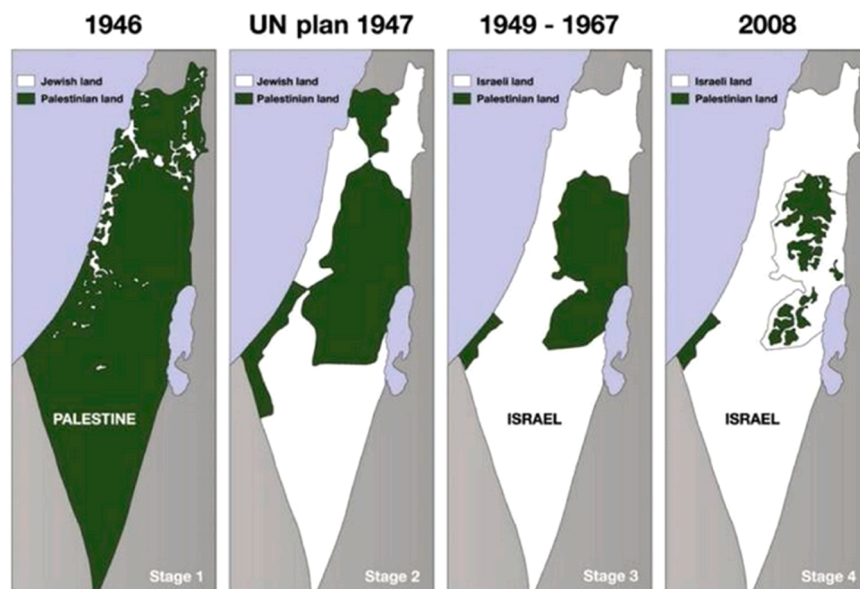 1946
Jewish land
Palestinian land
PALESTINE
Stage 1
UN plan 1947
Jewish land
Palestinian land
Stage 2
1949 - 1967
Israeli land
Palestinian land
ISRAEL
Stage 3
2008
Israeli land
Palestinian land
ISRAEL
Stage 4